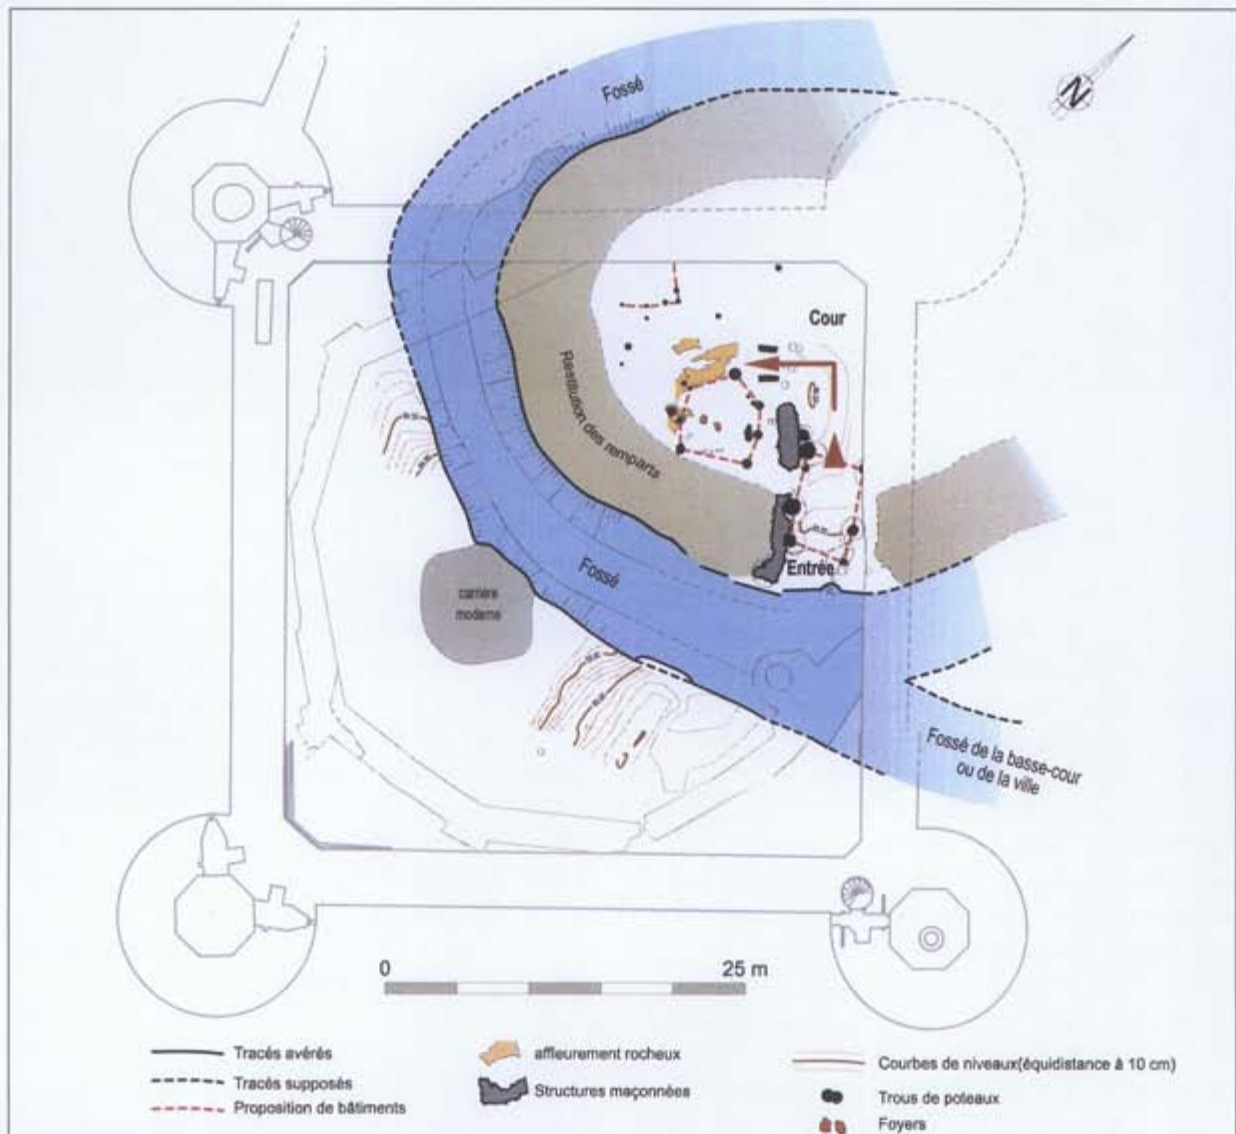 Fossé
N
Cour
Restitution des remparts
Entrée
Fossé
carrière
moderne
Fossé de la basse-cour
ou de la ville
0 25 m
Tracés avérés
Tracés supposés
Proposition de bâtiments
affleurement rocheux
Structures maçonnées
Courbes de niveaux(équidistance à 10 cm)
Trous de poteaux
Foyers